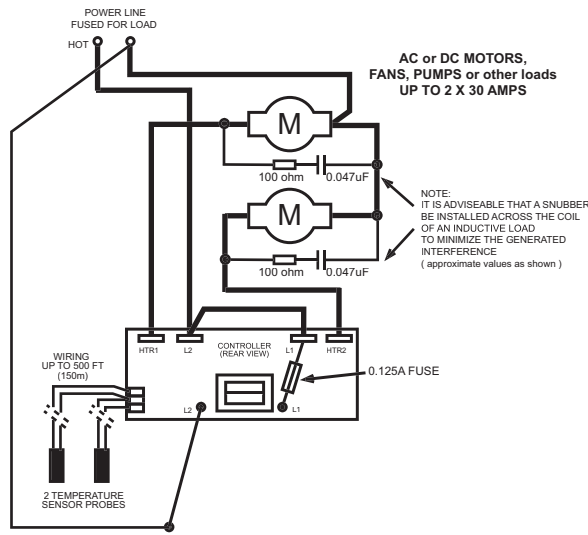 POWER LINE
FUSED FOR LOAD
HOT
AC or DC MOTORS,
FANS, PUMPS or other loads
UP TO 2 X 30 AMPS
M
100 ohm
0.047uF
M
100 ohm
0.047uF
NOTE:
IT IS ADVISEABLE THAT A SNUBBER
BE INSTALLED ACROSS THE COIL
OF AN INDUCTIVE LOAD
TO MINIMIZE THE GENERATED
INTERFERENCE
( approximate values as shown )
HTR1
L2
CONTROLLER
(REAR VIEW)
L1
HTR2
WIRING
UP TO 500 FT
(150m)
0.125A FUSE
L2
L1
2 TEMPERATURE
SENSOR PROBES